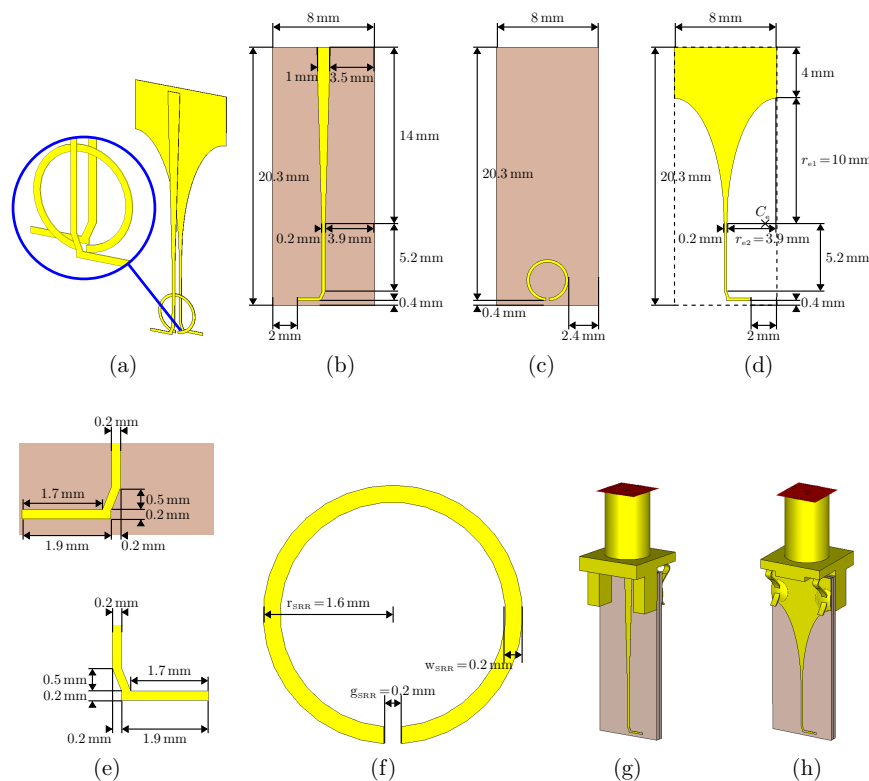 8 mm
1 mm
3.5 mm
14 mm
20.3 mm
0.2 mm
3.9 mm
5.2 mm
0.4 mm
2 mm
8 mm
20.3 mm
0.4 mm
2.4 mm
8 mm
4 mm
r_e1 = 10 mm
20.3 mm
C_s
0.2 mm
r_e2 = 3.9 mm
5.2 mm
0.4 mm
2 mm
(a)
(b)
(c)
(d)
0.2 mm
1.7 mm
0.5 mm
0.2 mm
1.9 mm
0.2 mm
0.2 mm
1.7 mm
0.5 mm
0.2 mm
0.2 mm
1.9 mm
r_SRR = 1.6 mm
w_SRR = 0.2 mm
g_SRR = 0.2 mm
(e)
(f)
(g)
(h)